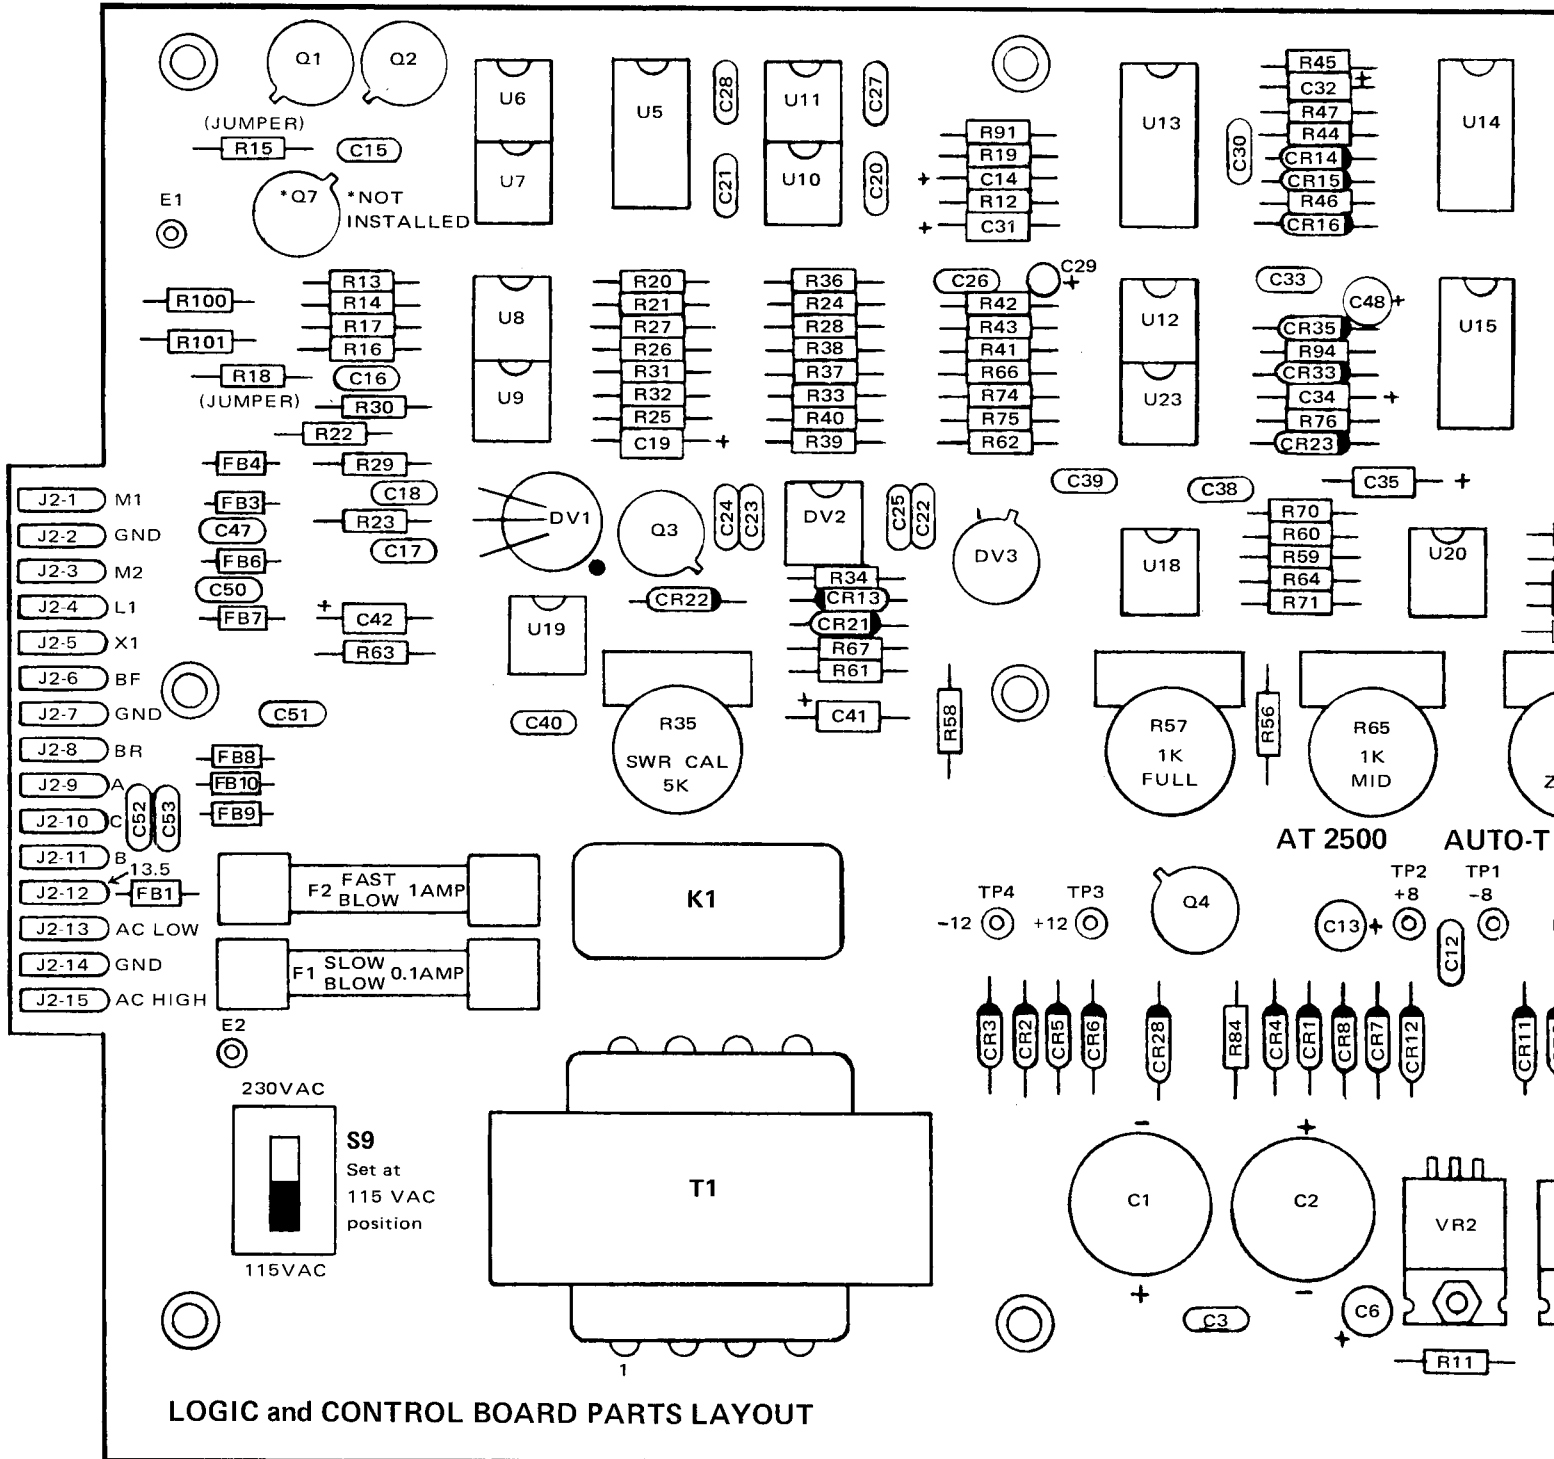 Q1
Q2
(JUMPER)
R15
C15
E1
*Q7
*NOT
INSTALLED
U6
U7
U5
C28
C21
U11
U10
C27
C20
R91
R19
+ C14
R12
+ C31
U13
C30
R45
C32 +
R47
R44
CR14
CR15
R46
CR16
U14
R100
R101
R18
(JUMPER)
R13
R14
R17
R16
C16
R30
R22
U8
U9
R20
R21
R27
R26
R31
R32
R25
C19 +
R36
R24
R28
R38
R37
R33
R40
R39
C26
C29
+
R42
R43
R41
R66
R74
R75
R62
U12
U23
C33
C48 +
CR35
R94
CR33
C34 +
R76
CR23
U15
FB4
FB3
C47
FB6
C50
FB7
R29
C18
R23
C17
+
C42
R63
DV1
Q3
C24
C23
DV2
C25
C22
DV3
C39
C38
C35 +
U18
R70
R60
R59
R64
R71
U20
U19
CR22
R34
CR13
CR21
R67
R61
+
C41
C40
C51
R35
SWR CAL
5K
R58
R57
1K
FULL
R56
R65
1K
MID
Z
J2-1 M1
J2-2 GND
J2-3 M2
J2-4 L1
J2-5 X1
J2-6 BF
J2-7 GND
J2-8 BR
J2-9 A
J2-10 C
J2-11 B
13.5
J2-12 FB1
J2-13 AC LOW
J2-14 GND
J2-15 AC HIGH
C52
C53
FB8
FB10
FB9
F2 FAST BLOW 1AMP
F1 SLOW BLOW 0.1AMP
K1
AT 2500 AUTO-T
TP4
-12
TP3
+12
Q4
C13 +
TP2
+8
TP1
-8
C12
CR3
CR2
CR5
CR6
CR28
R84
CR4
CR1
CR8
CR7
CR12
CR11
E2
230VAC
S9
Set at
115 VAC
position
115VAC
T1
1
-
C1
+
+
C2
-
VR2
C3
C6
+
R11
LOGIC and CONTROL BOARD PARTS LAYOUT